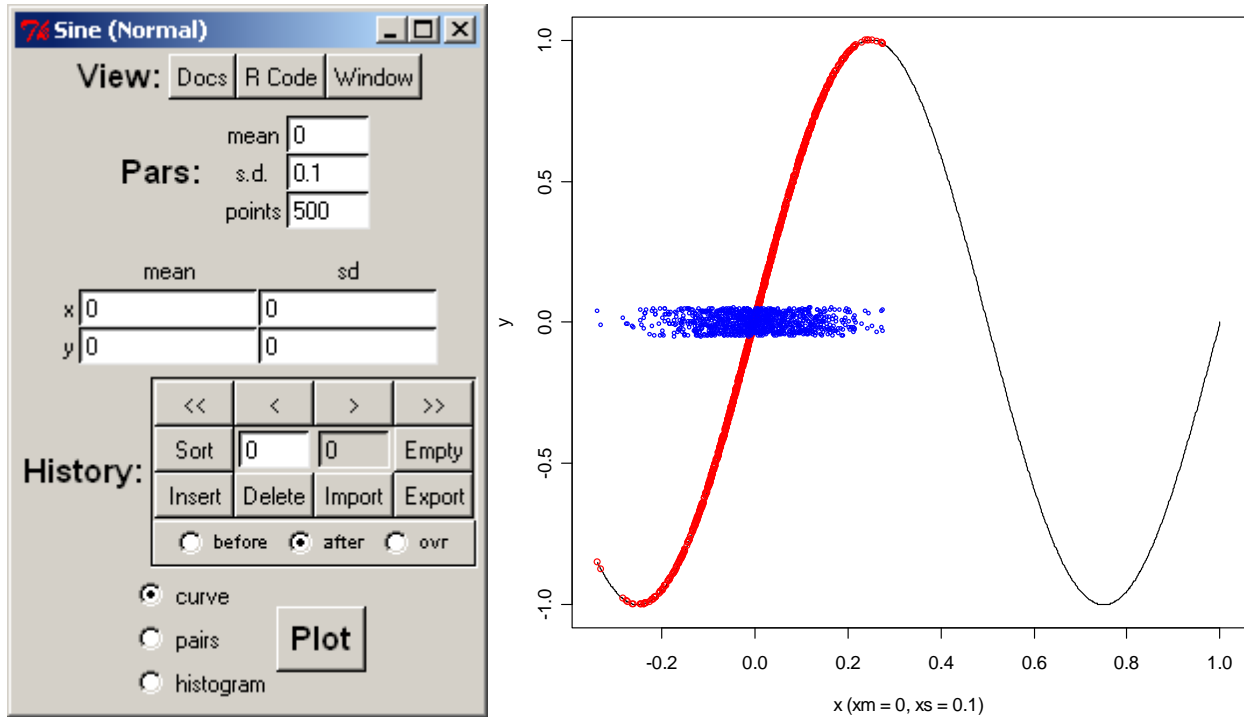 Sine (Normal)
View: Docs R Code Window
mean 0
Pars: s.d. 0.1
points 500
mean sd
x 0 0
y 0 0
<< < > >>
Sort 0 0 Empty
History:
Insert Delete Import Export
before after ovr
curve
pairs
Plot
histogram
1.0
0.5
0.0
-0.5
-1.0
y
-0.2 0.0 0.2 0.4 0.6 0.8 1.0
x (xm = 0, xs = 0.1)